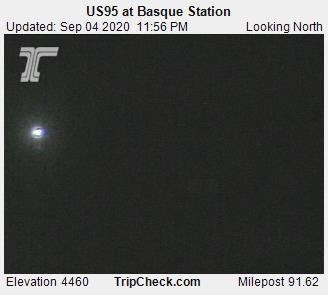 US95 at Basque Station
Updated: Sep 04 2020 11:56 PM Looking North
Elevation 4460 TripCheck.com Milepost 91.62